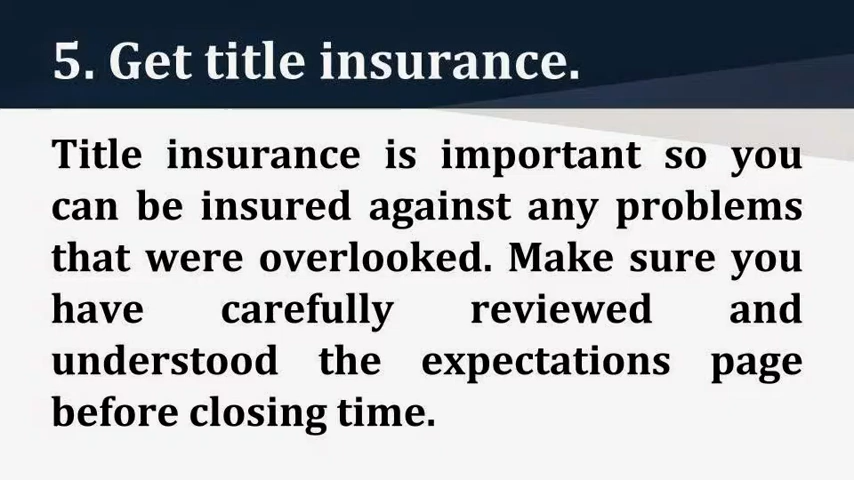 5. Get title insurance.
Title insurance is important so you
can be insured against any problems
that were overlooked. Make sure you
have carefully reviewed and
understood the expectations page
before closing time.